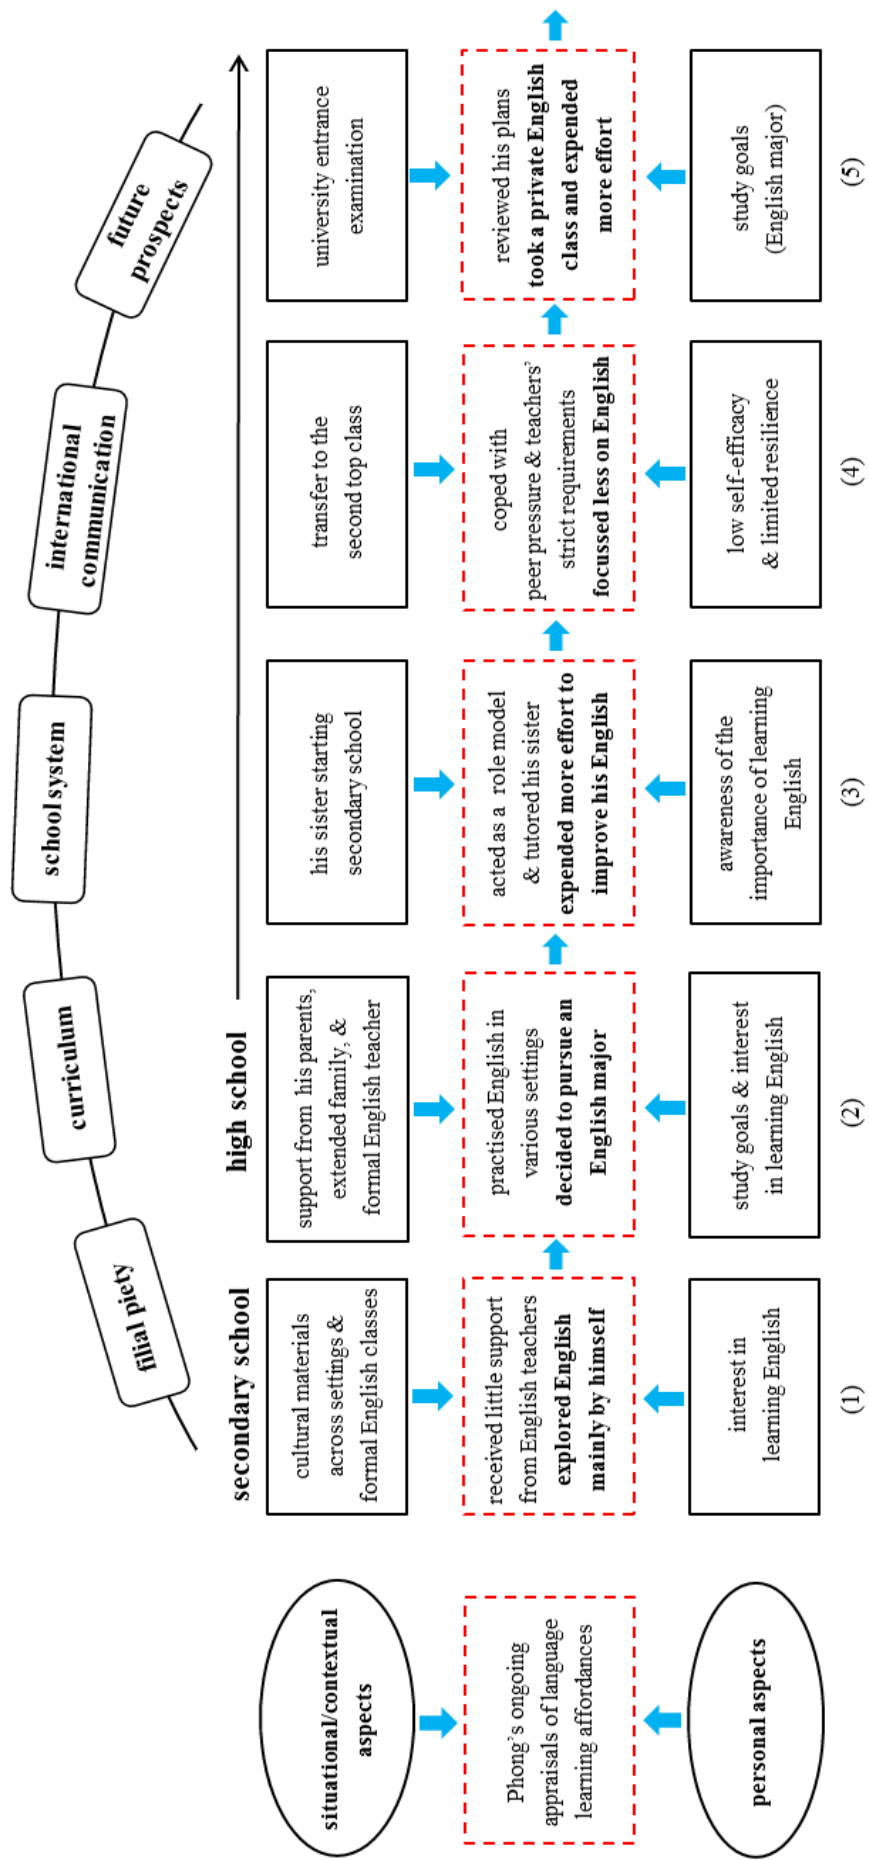 filial piety
curriculum
school system
international
communication
future
prospects
secondary school
high school
situational/contextual
aspects
cultural materials
across settings &
formal English classes
support from his parents,
extended family, &
formal English teacher
his sister starting
secondary school
transfer to the
second top class
university entrance
examination
Phong's ongoing
appraisals of language
learning affordances
received little support
from English teachers
explored English
mainly by himself
practised English in
various settings
decided to pursue an
English major
acted as a role model
& tutored his sister
expended more effort to
improve his English
coped with
peer pressure & teachers'
strict requirements
focussed less on English
reviewed his plans
took a private English
class and expended
more effort
personal aspects
interest in
learning English
study goals & interest
in learning English
awareness of the
importance of learning
English
low self-efficacy
& limited resilience
study goals
(English major)
(1)
(2)
(3)
(4)
(5)